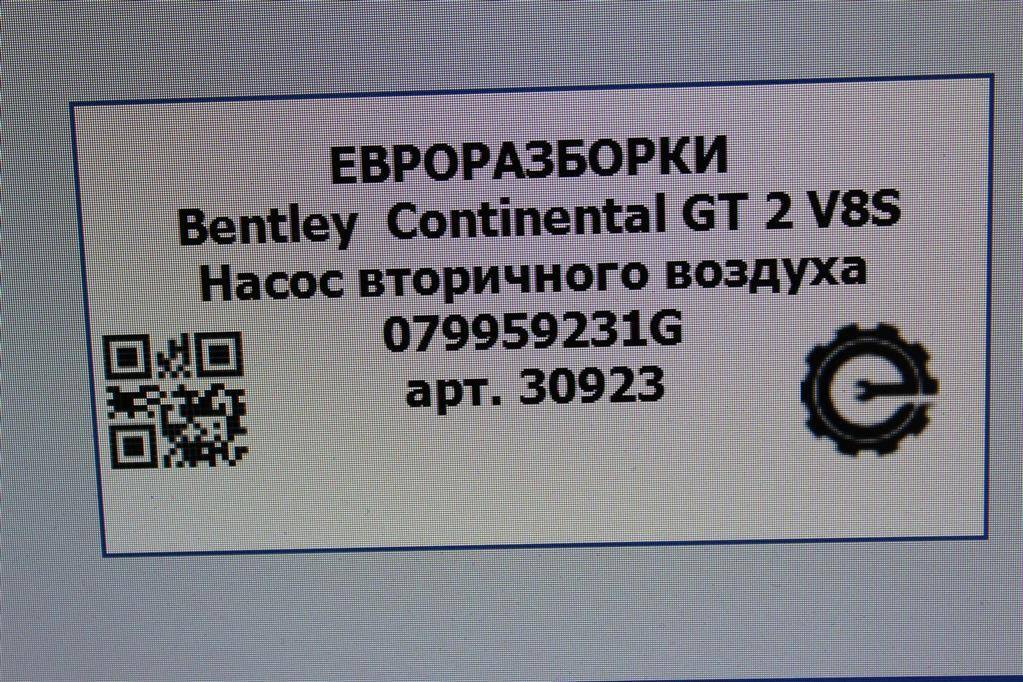 ЕВРОРАЗБОРКИ
Bentley Continental GT 2 V8S
Насос вторичного воздуха
079959231G
арт. 30923